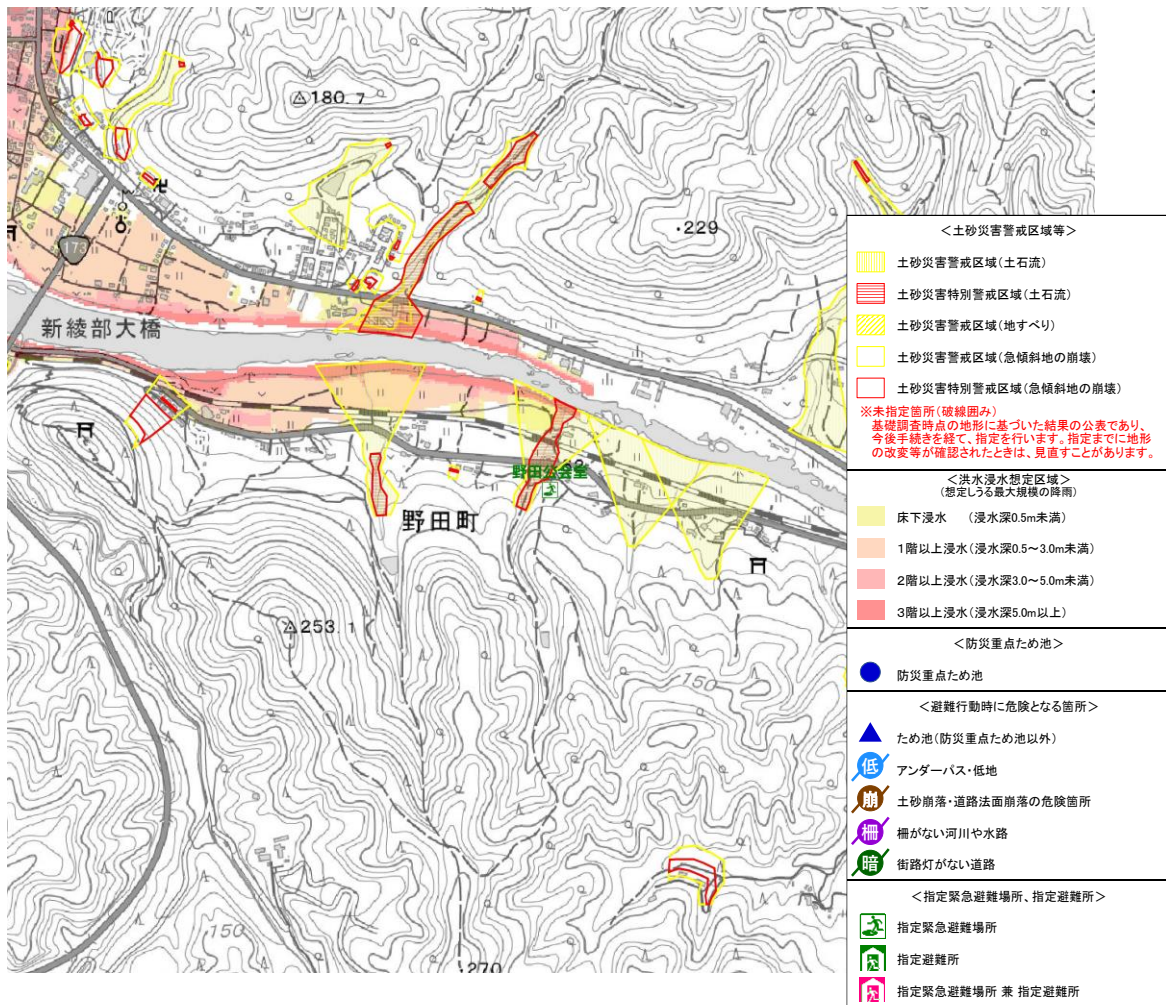 180.7
229
173
新綾部大橋
野田公会堂
野田町
253.1
150
150
270
＜土砂災害警戒区域等＞
土砂災害警戒区域(土石流)
土砂災害特別警戒区域(土石流)
土砂災害警戒区域(地すべり)
土砂災害警戒区域(急傾斜地の崩壊)
土砂災害特別警戒区域(急傾斜地の崩壊)
※未指定箇所(破線囲み)
基礎調査時点の地形に基づいた結果の公表であり、
今後手続きを経て、指定を行います。指定までに地形
の改変等が確認されたときは、見直すことがあります。
＜洪水浸水想定区域＞
(想定しうる最大規模の降雨)
床下浸水　(浸水深0.5m未満)
1階以上浸水(浸水深0.5～3.0m未満)
2階以上浸水(浸水深3.0～5.0m未満)
3階以上浸水(浸水深5.0m以上)
＜防災重点ため池＞
防災重点ため池
＜避難行動時に危険となる箇所＞
ため池(防災重点ため池以外)
低 アンダーパス・低地
崩 土砂崩落・道路法面崩落の危険箇所
柵 柵がない河川や水路
暗 街路灯がない道路
＜指定緊急避難場所、指定避難所＞
指定緊急避難場所
指定避難所
指定緊急避難場所 兼 指定避難所